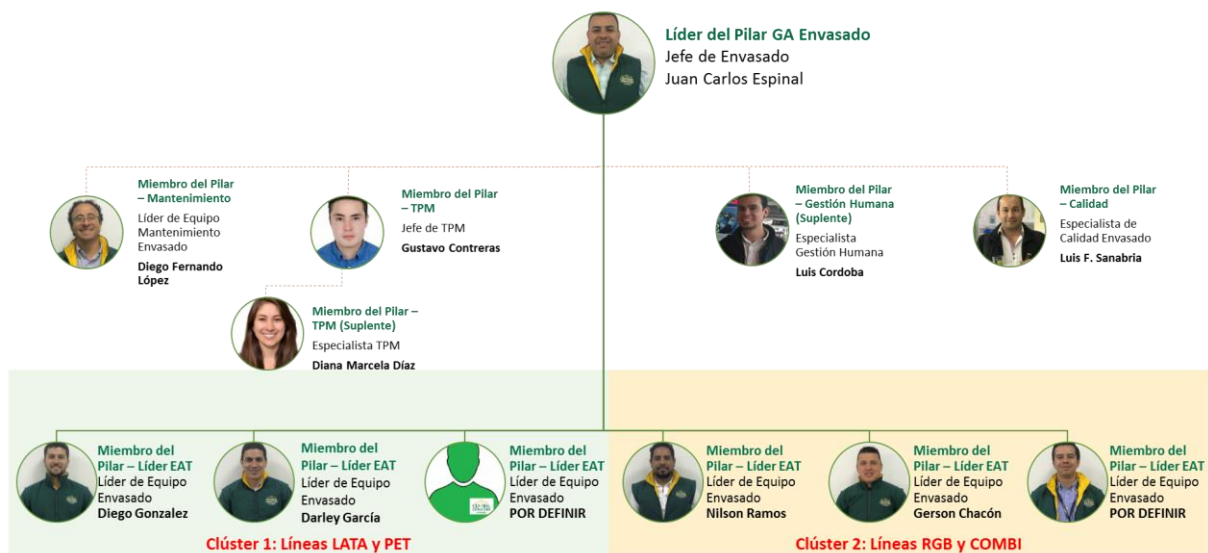 Líder del Pilar GA Envasado
Jefe de Envasado
Juan Carlos Espinal
Miembro del Pilar
– Mantenimiento
Líder de Equipo
Mantenimiento
Envasado
Diego Fernando
López
Miembro del Pilar
– TPM
Jefe de TPM
Gustavo Contreras
Miembro del Pilar
– Gestión Humana
(Suplente)
Especialista
Gestión Humana
Luis Cordoba
Miembro del Pilar
– Calidad
Especialista de
Calidad Envasado
Luis F. Sanabria
Miembro del Pilar –
TPM (Suplente)
Especialista TPM
Diana Marcela Díaz
Miembro del
Pilar – Líder EAT
Líder de Equipo
Envasado
Diego Gonzalez
Miembro del
Pilar – Líder EAT
Líder de Equipo
Envasado
Darley García
Miembro del
Pilar – Líder EAT
Líder de Equipo
Envasado
POR DEFINIR
Miembro del
Pilar – Líder EAT
Líder de Equipo
Envasado
Nilson Ramos
Miembro del
Pilar – Líder EAT
Líder de Equipo
Envasado
Gerson Chacón
Miembro del
Pilar – Líder EAT
Líder de Equipo
Envasado
POR DEFINIR
Clúster 1: Líneas LATA y PET
Clúster 2: Líneas RGB y COMBI